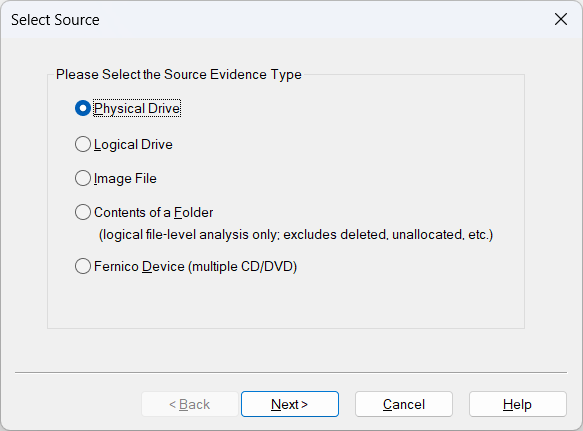 Select Source
Please Select the Source Evidence Type
Physical Drive
Logical Drive
Image File
Contents of a Folder
(logical file-level analysis only; excludes deleted, unallocated, etc.)
Fernico Device (multiple CD/DVD)
< Back
Next >
Cancel
Help